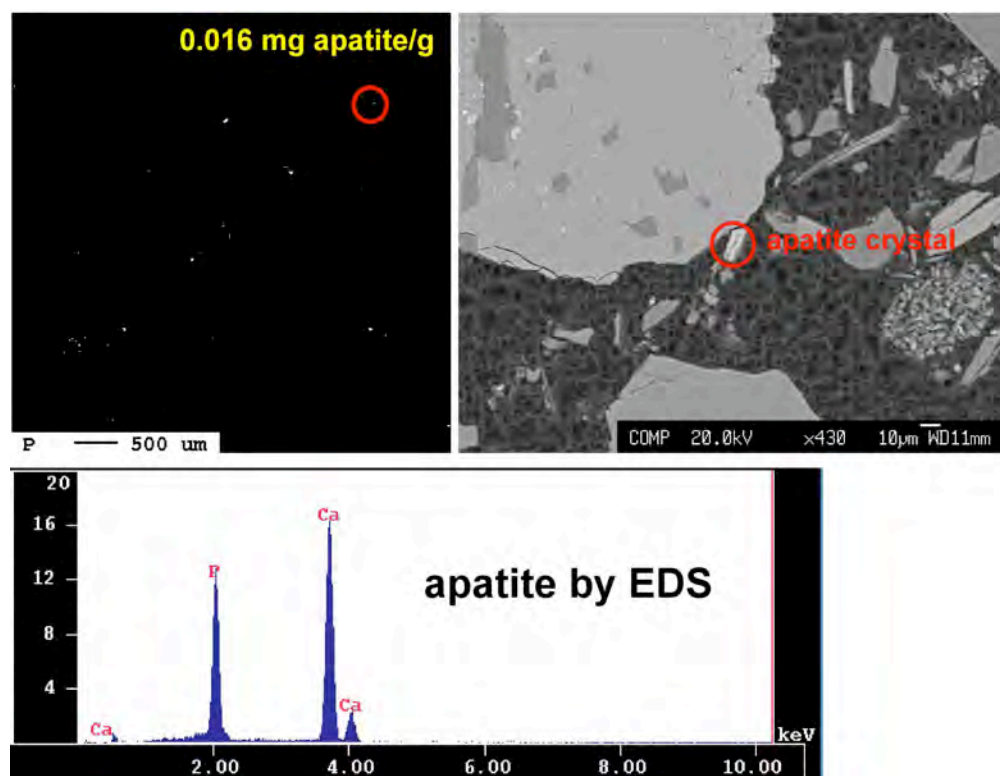 0.016 mg apatite/g
P 500 um
apatite crystal
COMP 20.0kV x430 10μm WD11mm
20
16
12
8
4
Ca
P
Ca
Ca
apatite by EDS
keV
2.00 4.00 6.00 8.00 10.00